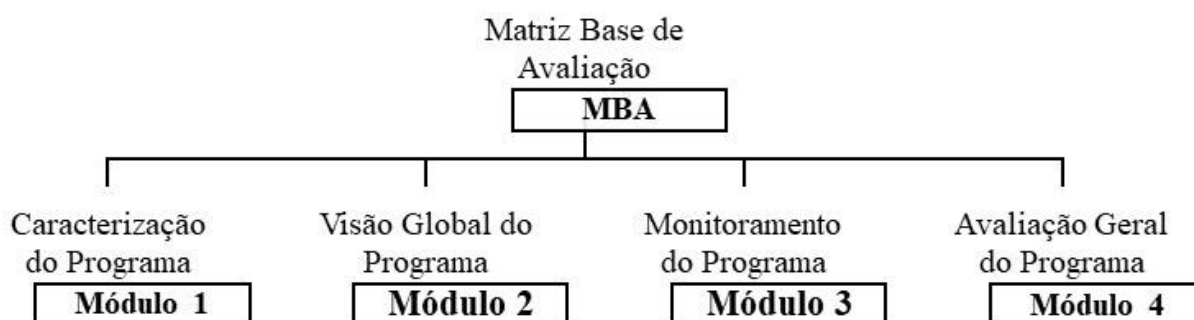 Matriz Base de
Avaliação
MBA
Caracterização
do Programa
Módulo 1
Visão Global do
Programa
Módulo 2
Monitoramento
do Programa
Módulo 3
Avaliação Geral
do Programa
Módulo 4